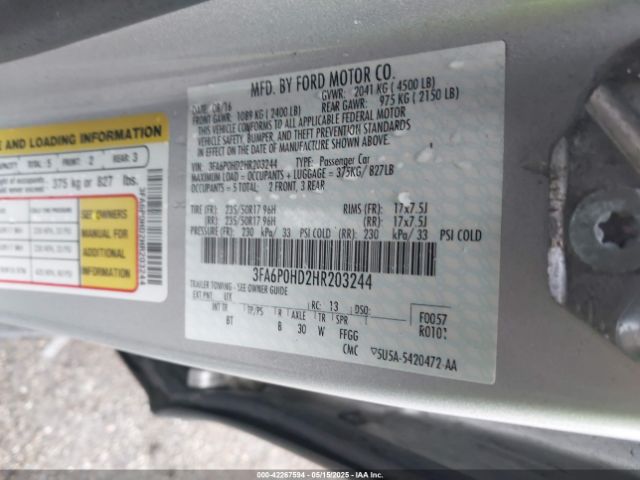 MFD. BY FORD MOTOR CO.
DATE: 08/16 GVWR: 2041 KG ( 4500 LB)
FRONT GAWR: 1089 KG ( 2400 LB) REAR GAWR: 975 KG ( 2150 LB)
THIS VEHICLE CONFORMS TO ALL APPLICABLE FEDERAL MOTOR
VEHICLE SAFETY, BUMPER, AND THEFT PREVENTION STANDARDS
IN EFFECT ON THE DATE OF MANUFACTURE SHOWN ABOVE.
VIN: 3FA6P0HD2HR203244 TYPE: Passenger Car
MAXIMUM LOAD = OCCUPANTS + LUGGAGE = 375KG/ 827LB
OCCUPANTS = 5 TOTAL: 2 FRONT, 3 REAR
TIRE (FR): 235/50R17 96H RIMS (FR): 17x7.5J
(RR): 235/50R17 96H (RR): 17x7.5J
PRESSURE (FR): 230 kPa/ 33 PSI COLD (RR): 230 kPa/ 33 PSI COLD
3FA6P0HD2HR203244
TRAILER TOWING - SEE OWNER GUIDE
EXT PNT: UX RC: 13 DSO:
INT TR TP/PS R AXLE TR SPR F0057
BT B 30 W FFGG
CMC 5U5A-5420472-AA
E AND LOADING INFORMATION
Total: 5 FRONT: 2 REAR: 3
375 kg or 827 lbs.
SEE OWNERS
MANUAL FOR
ADDITIONAL
INFORMATION
3FA6P0HD2HR203244
000-42267594 - 05/15/2025 - IAAI.COM